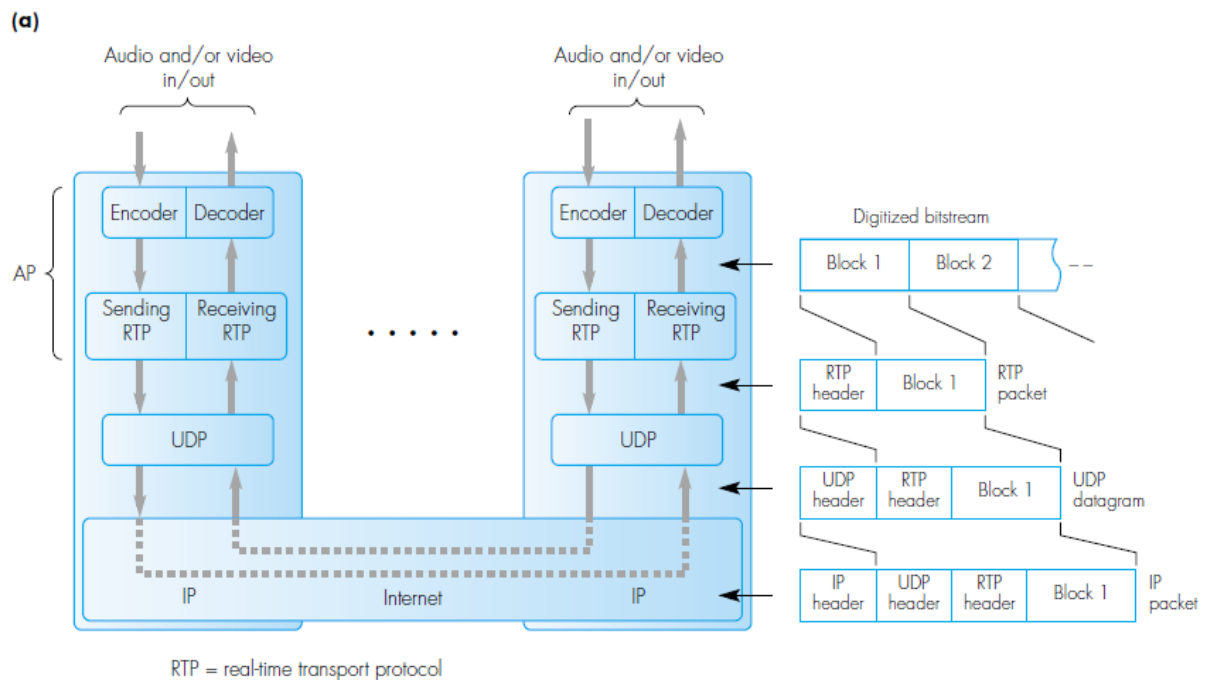 (a)
Audio and/or video
in/out
Audio and/or video
in/out
AP
Encoder
Decoder
Sending
RTP
Receiving
RTP
UDP
. . . . .
Encoder
Decoder
Sending
RTP
Receiving
RTP
UDP
IP
Internet
IP
Digitized bitstream
Block 1
Block 2
RTP
header
Block 1
RTP
packet
UDP
header
RTP
header
Block 1
UDP
datagram
IP
header
UDP
header
RTP
header
Block 1
IP
packet
RTP = real-time transport protocol